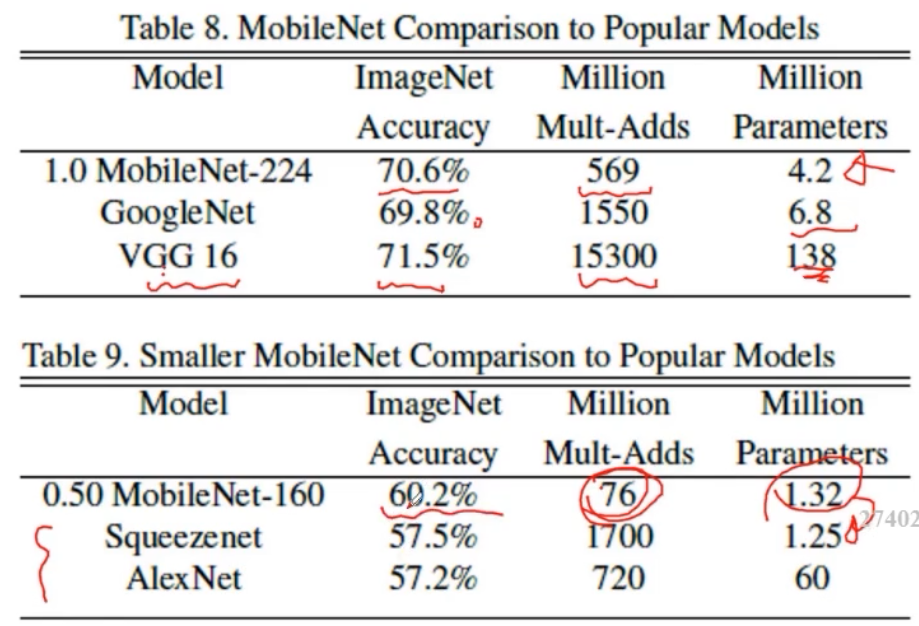 Table 8. MobileNet Comparison to Popular Models
Model ImageNet Million Million
Accuracy Mult-Adds Parameters
1.0 MobileNet-224 70.6% 569 4.2
GoogleNet 69.8% 1550 6.8
VGG 16 71.5% 15300 138
Table 9. Smaller MobileNet Comparison to Popular Models
Model ImageNet Million Million
Accuracy Mult-Adds Parameters
0.50 MobileNet-160 60.2% 76 1.32
27402
Squeezenet 57.5% 1700 1.25
AlexNet 57.2% 720 60